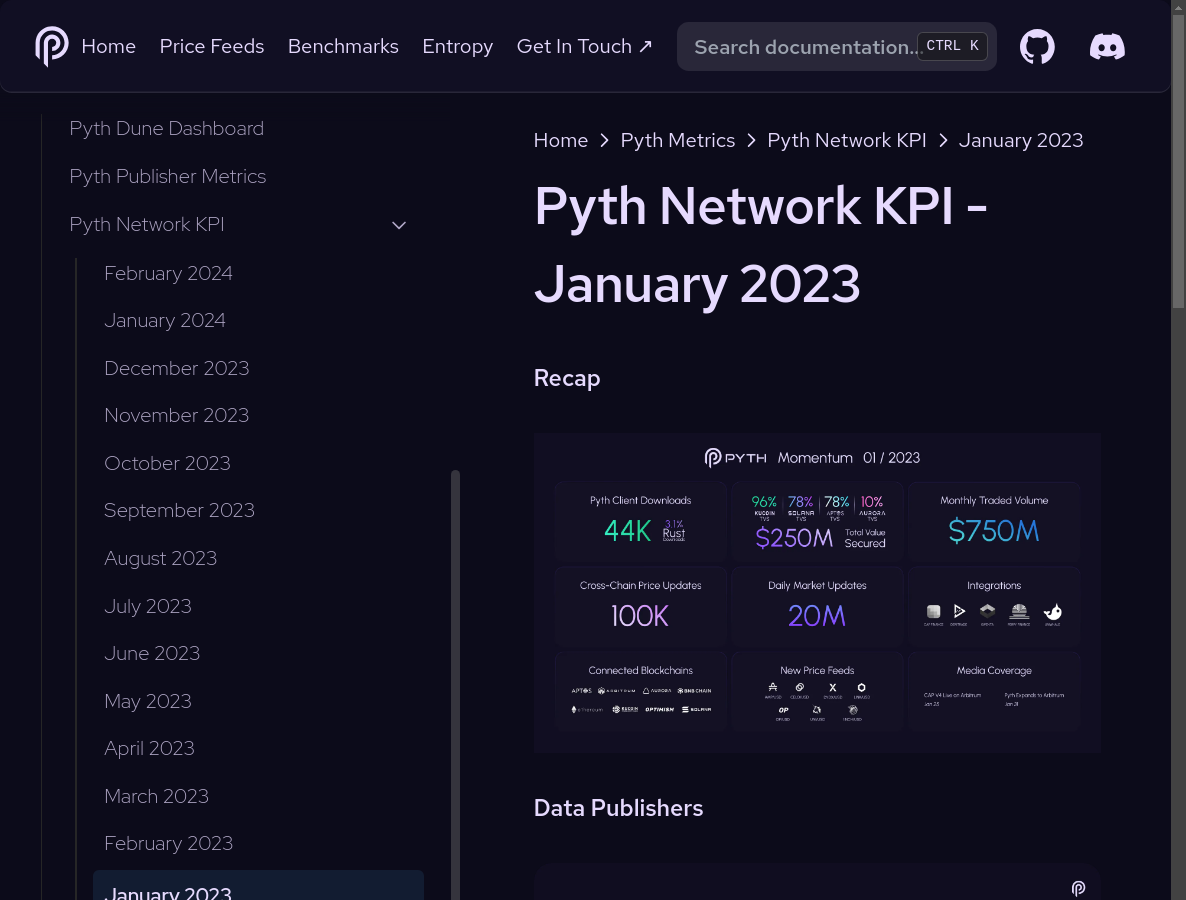 Home Price Feeds Benchmarks Entropy Get In Touch ↗ Search documentation... CTRL K
Pyth Dune Dashboard
Pyth Publisher Metrics
Pyth Network KPI
February 2024
January 2024
December 2023
November 2023
October 2023
September 2023
August 2023
July 2023
June 2023
May 2023
April 2023
March 2023
February 2023
January 2023
Home > Pyth Metrics > Pyth Network KPI > January 2023
Pyth Network KPI -
January 2023
Recap
PYTH Momentum 01 / 2023
Pyth Client Downloads
44K 3.1% Rust Downloads
96% 78% 78% 10%
KUCOIN SOLANA APTOS AURORA
TVS TVS TVS TVS
$250M Total Value Secured
Monthly Traded Volume
$750M
Cross-Chain Price Updates
100K
Daily Market Updates
20M
Integrations
Connected Blockchains
APTOS ARBITRUM AURORA BNB CHAIN
ethereum KUCOIN OPTIMISM SOLANA
New Price Feeds
OP
Media Coverage
CAP V4 Live on Arbitrum
Jan 23
Pyth Expands to Arbitrum
Jan 31
Data Publishers